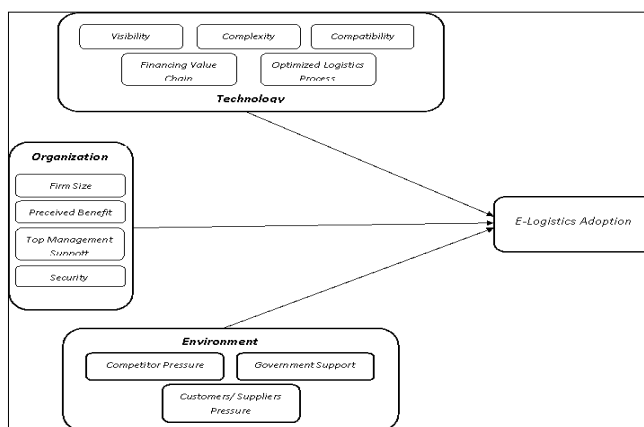 Visibility
Complexity
Compatibility
Financing Value
Chain
Optimized Logistics
Process
Technology
Organization
Firm Size
Preceived Benefit
Top Management
Support
Security
E-Logistics Adoption
Environment
Competitor Pressure
Government Support
Customers/ Suppliers
Pressure